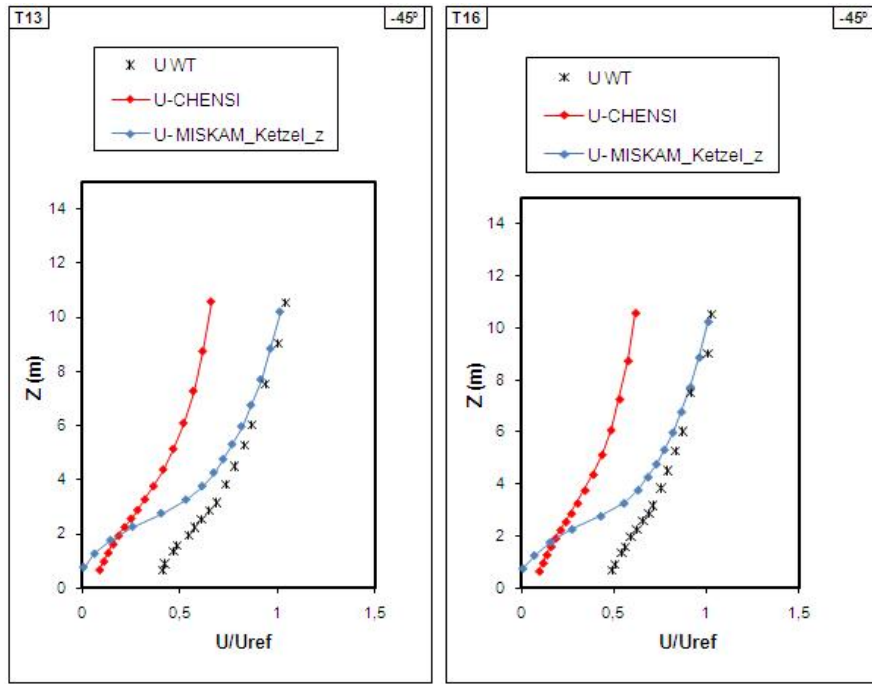 T13 -45º
U WT
U-CHENSI
U- MISKAM_Ketzel_z
14
12
10
8
6
4
2
0
Z (m)
0 0,5 1 1,5
U/Uref
T16 -45º
U WT
U-CHENSI
U- MISKAM_Ketzel_z
14
12
10
8
6
4
2
0
Z (m)
0 0,5 1 1,5
U/Uref